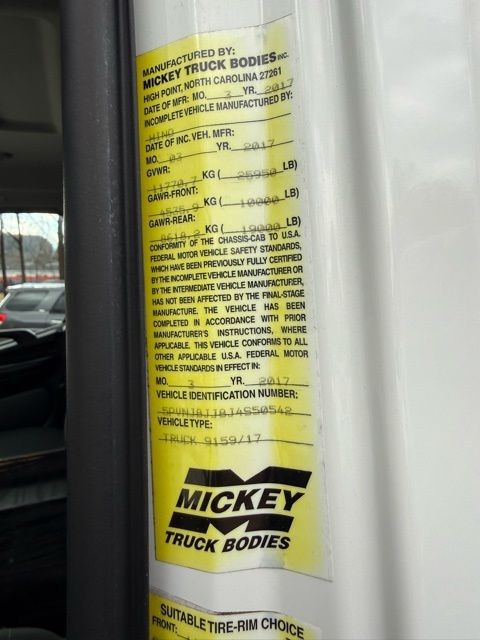 MANUFACTURED BY:
MICKEY TRUCK BODIES INC.
HIGH POINT, NORTH CAROLINA 27261
DATE OF MFR: MO. 3 YR. 2017
INCOMPLETE VEHICLE MANUFACTURED BY:
HINO
DATE OF INC. VEH. MFR:
MO. 03 YR. 2017
GVWR:
11770.7 KG ( 25950 LB)
GAWR-FRONT:
4535.9 KG ( 10000 LB)
GAWR-REAR:
8618.2 KG ( 19000 LB)
CONFORMITY OF THE CHASSIS-CAB TO U.S.A.
FEDERAL MOTOR VEHICLE SAFETY STANDARDS,
WHICH HAVE BEEN PREVIOUSLY FULLY CERTIFIED
BY THE INCOMPLETE VEHICLE MANUFACTURER OR
BY THE INTERMEDIATE VEHICLE MANUFACTURER,
HAS NOT BEEN AFFECTED BY THE FINAL-STAGE
MANUFACTURE. THE VEHICLE HAS BEEN
COMPLETED IN ACCORDANCE WITH PRIOR
MANUFACTURER'S INSTRUCTIONS, WHERE
APPLICABLE. THIS VEHICLE CONFORMS TO ALL
OTHER APPLICABLE U.S.A. FEDERAL MOTOR
VEHICLE STANDARDS IN EFFECT IN:
MO. 3 YR. 2017
VEHICLE IDENTIFICATION NUMBER:
5PVNJ8JJ8J4S50542
VEHICLE TYPE:
TRUCK 9159/17
MICKEY
TRUCK BODIES
SUITABLE TIRE-RIM CHOICE
FRONT: